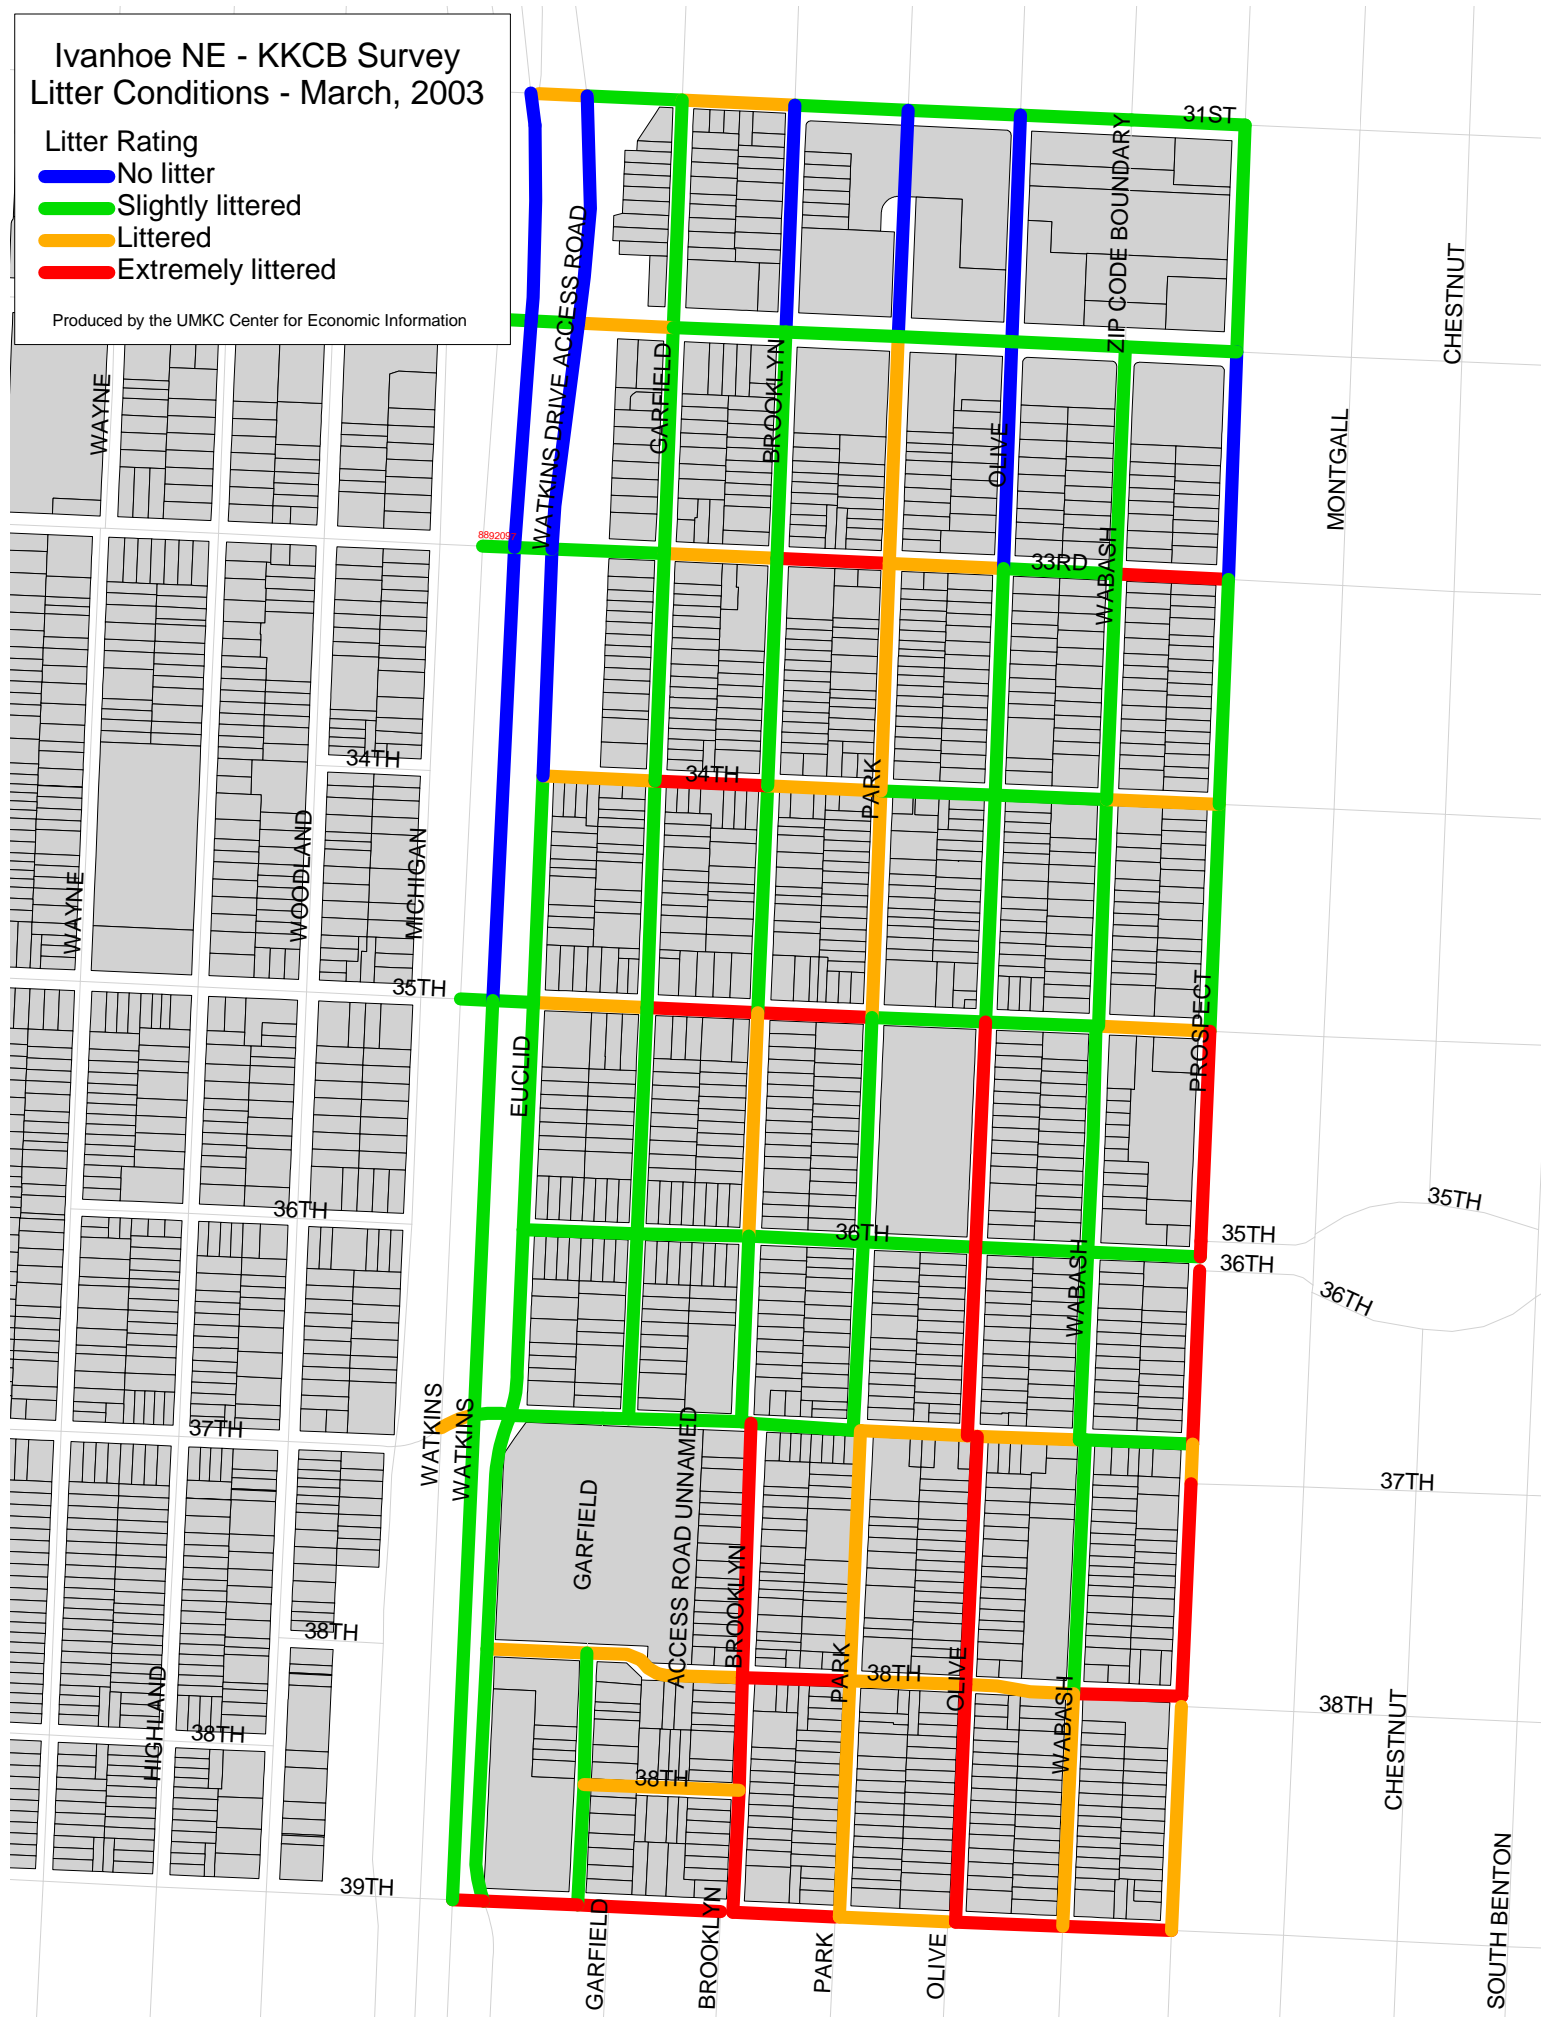 Ivanhoe NE - KKCB Survey
Litter Conditions - March, 2003
Litter Rating
No litter
Slightly littered
Littered
Extremely littered
Produced by the UMKC Center for Economic Information
31ST
ZIP CODE BOUNDARY
CHESTNUT
WATKINS DRIVE ACCESS ROAD
WAYNE
GARFIELD
BROOKLYN
OLIVE
MONTGALL
WABASH
33RD
34TH
34TH
PARK
WAYNE
WOODLAND
MICHIGAN
35TH
EUCLID
PROSPECT
36TH
36TH
35TH
35TH
36TH
36TH
WABASH
WATKINS
WATKINS
37TH
37TH
GARFIELD
ACCESS ROAD UNNAMED
BROOKLYN
38TH
PARK
38TH
OLIVE
WABASH
38TH
HIGHLAND
38TH
38TH
CHESTNUT
39TH
GARFIELD
BROOKLYN
PARK
OLIVE
SOUTH BENTON